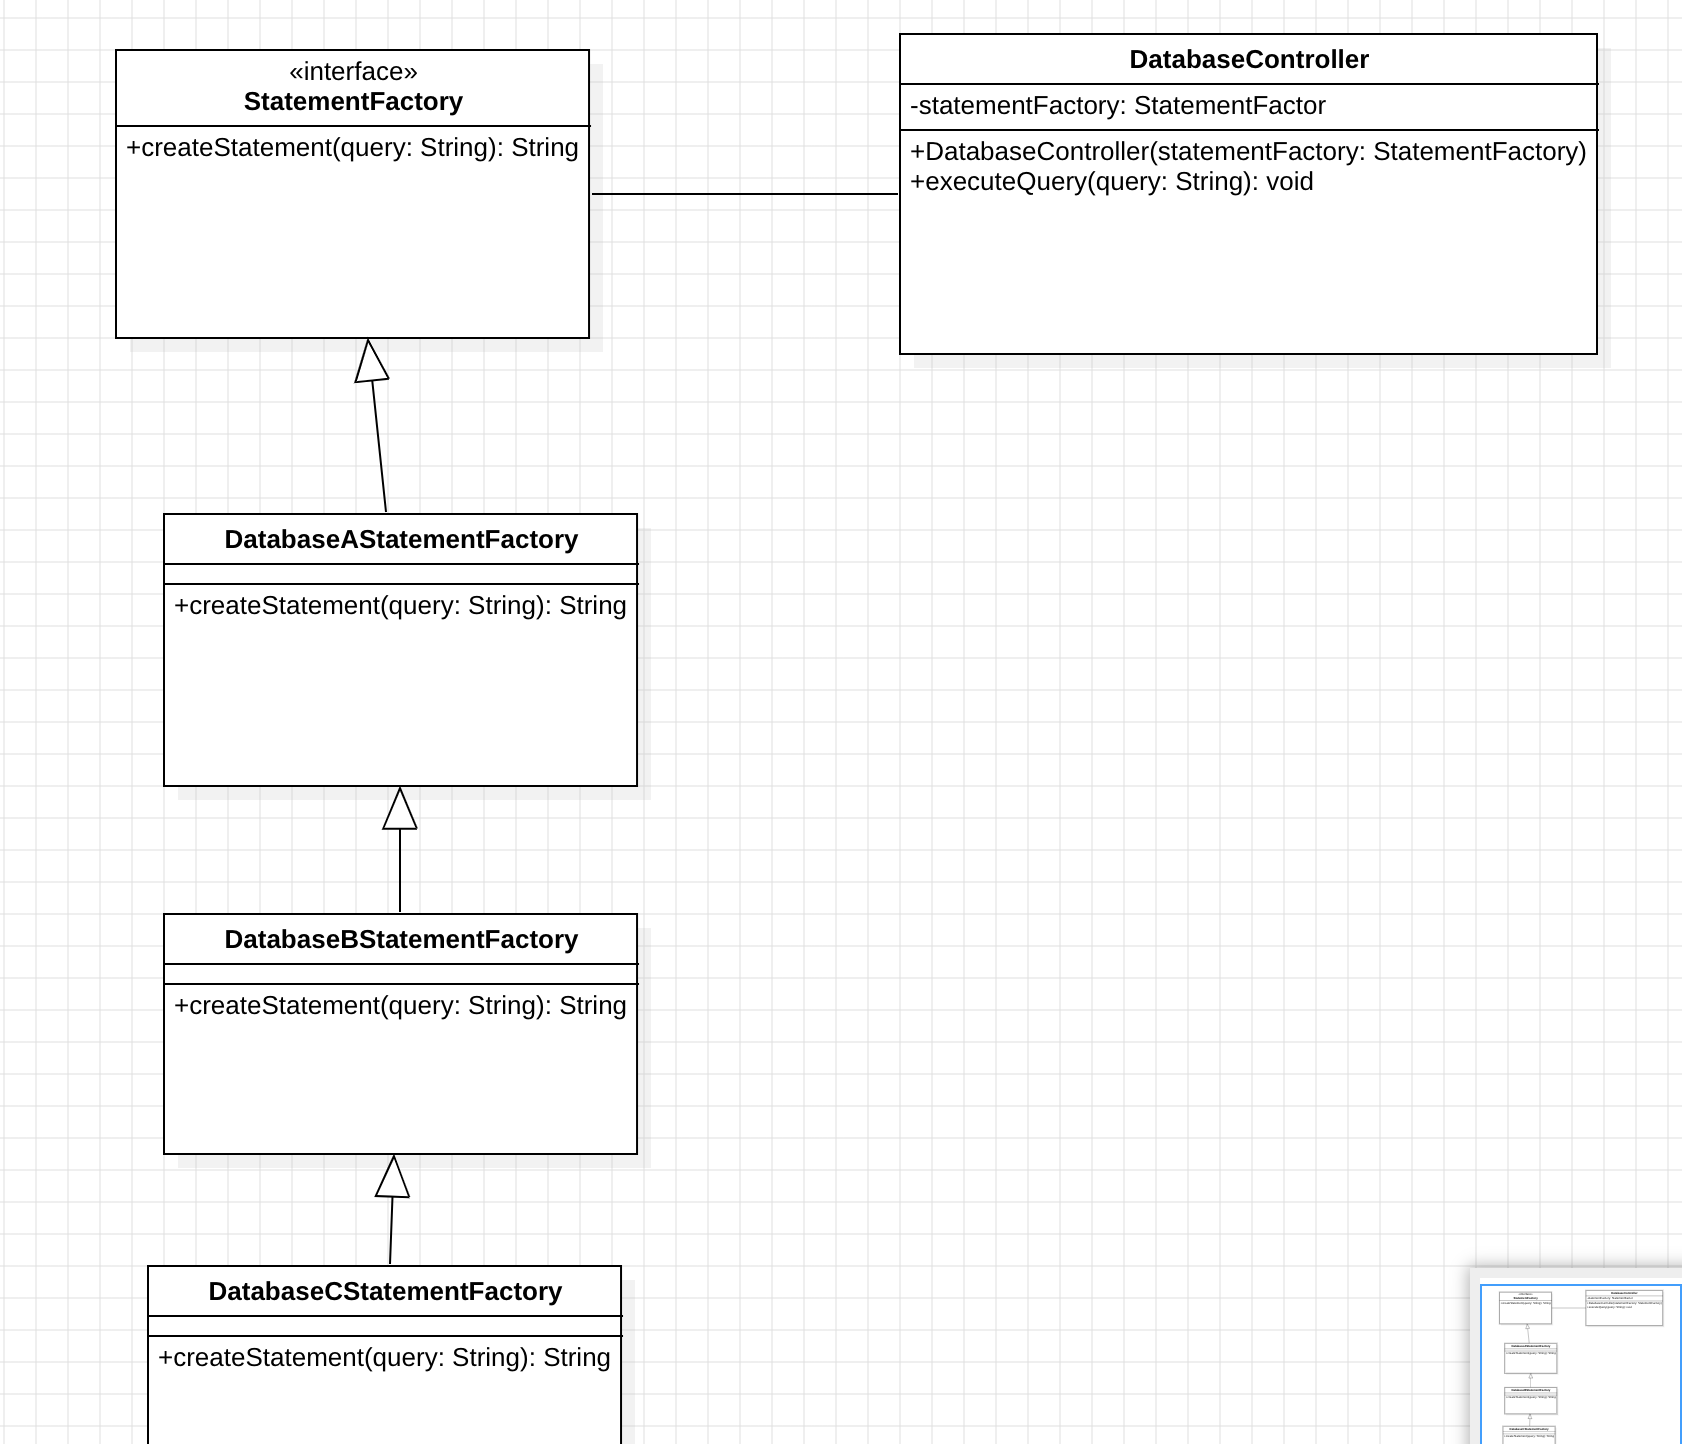 «interface»
StatementFactory
+createStatement(query: String): String
DatabaseController
-statementFactory: StatementFactor
+DatabaseController(statementFactory: StatementFactory)
+executeQuery(query: String): void
DatabaseAStatementFactory
+createStatement(query: String): String
DatabaseBStatementFactory
+createStatement(query: String): String
DatabaseCStatementFactory
+createStatement(query: String): String